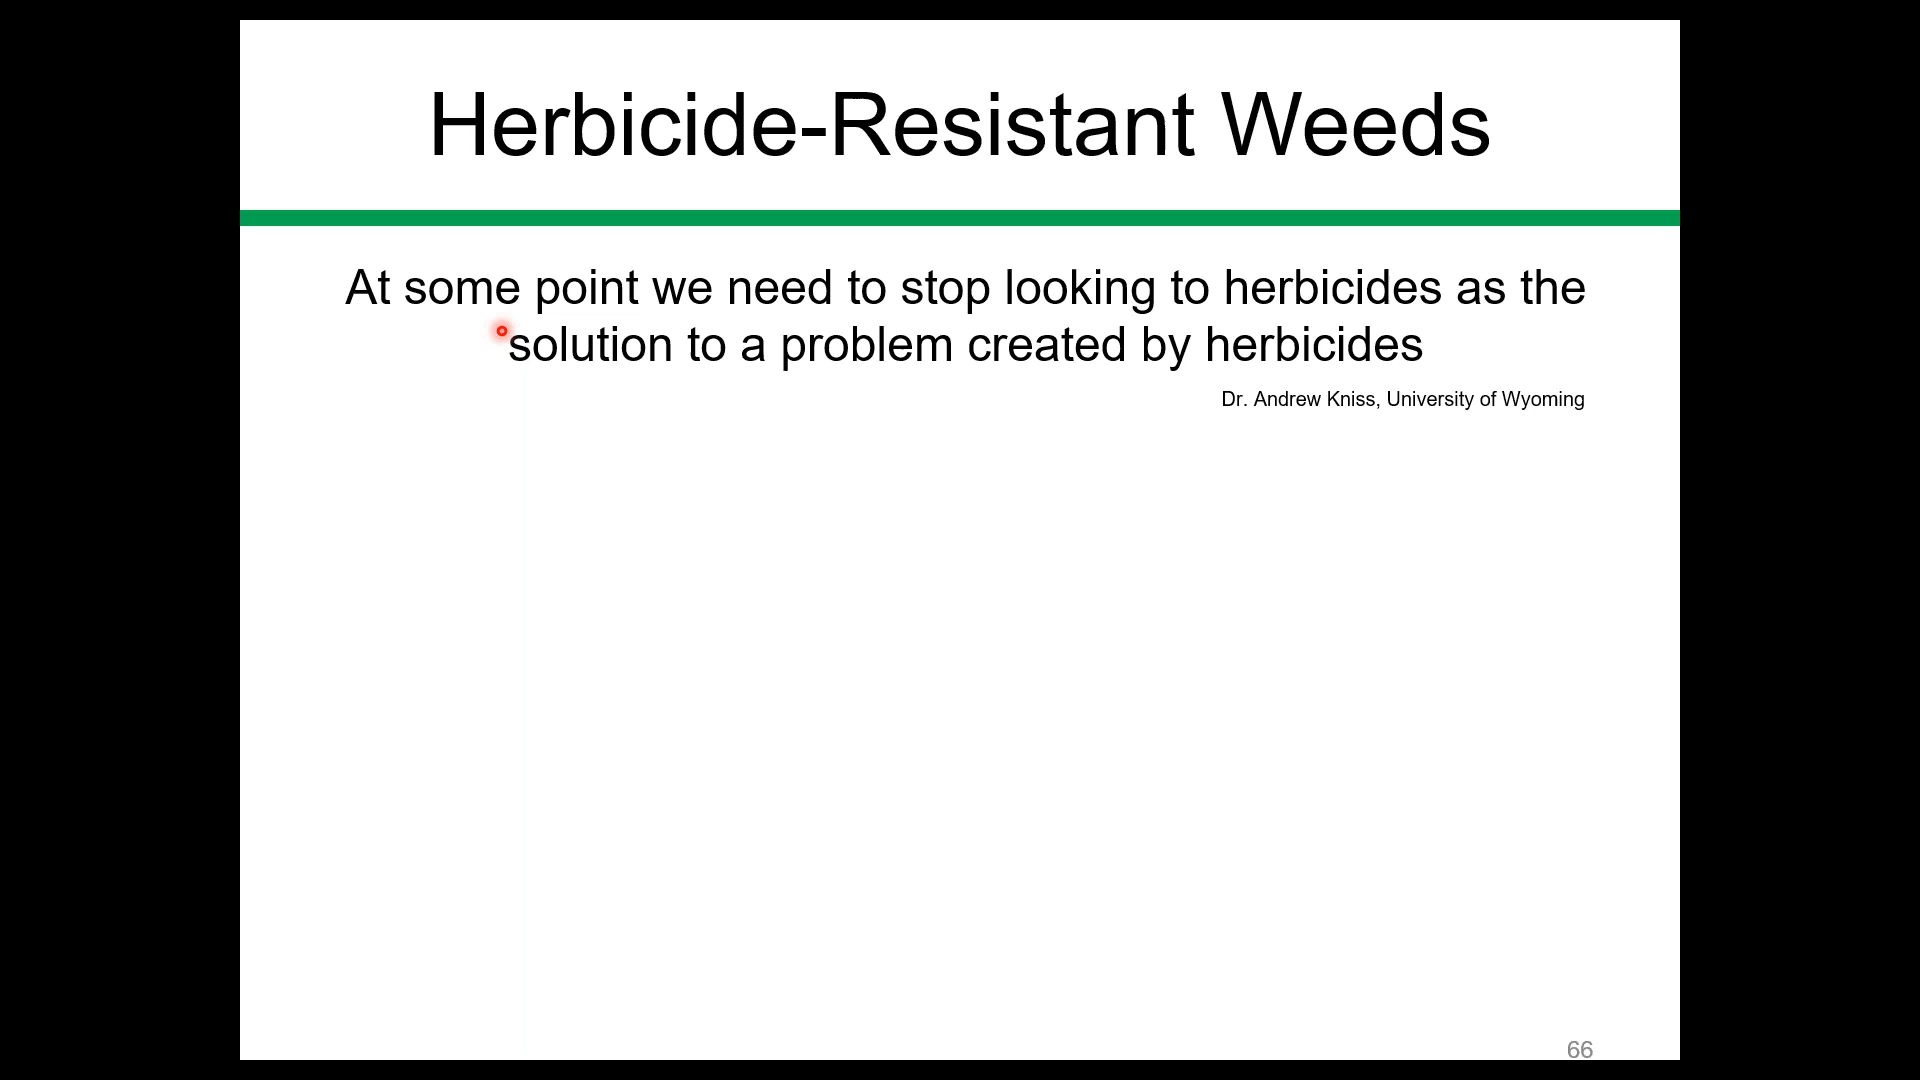 Herbicide-Resistant Weeds
At some point we need to stop looking to herbicides as the
solution to a problem created by herbicides
Dr. Andrew Kniss, University of Wyoming
66